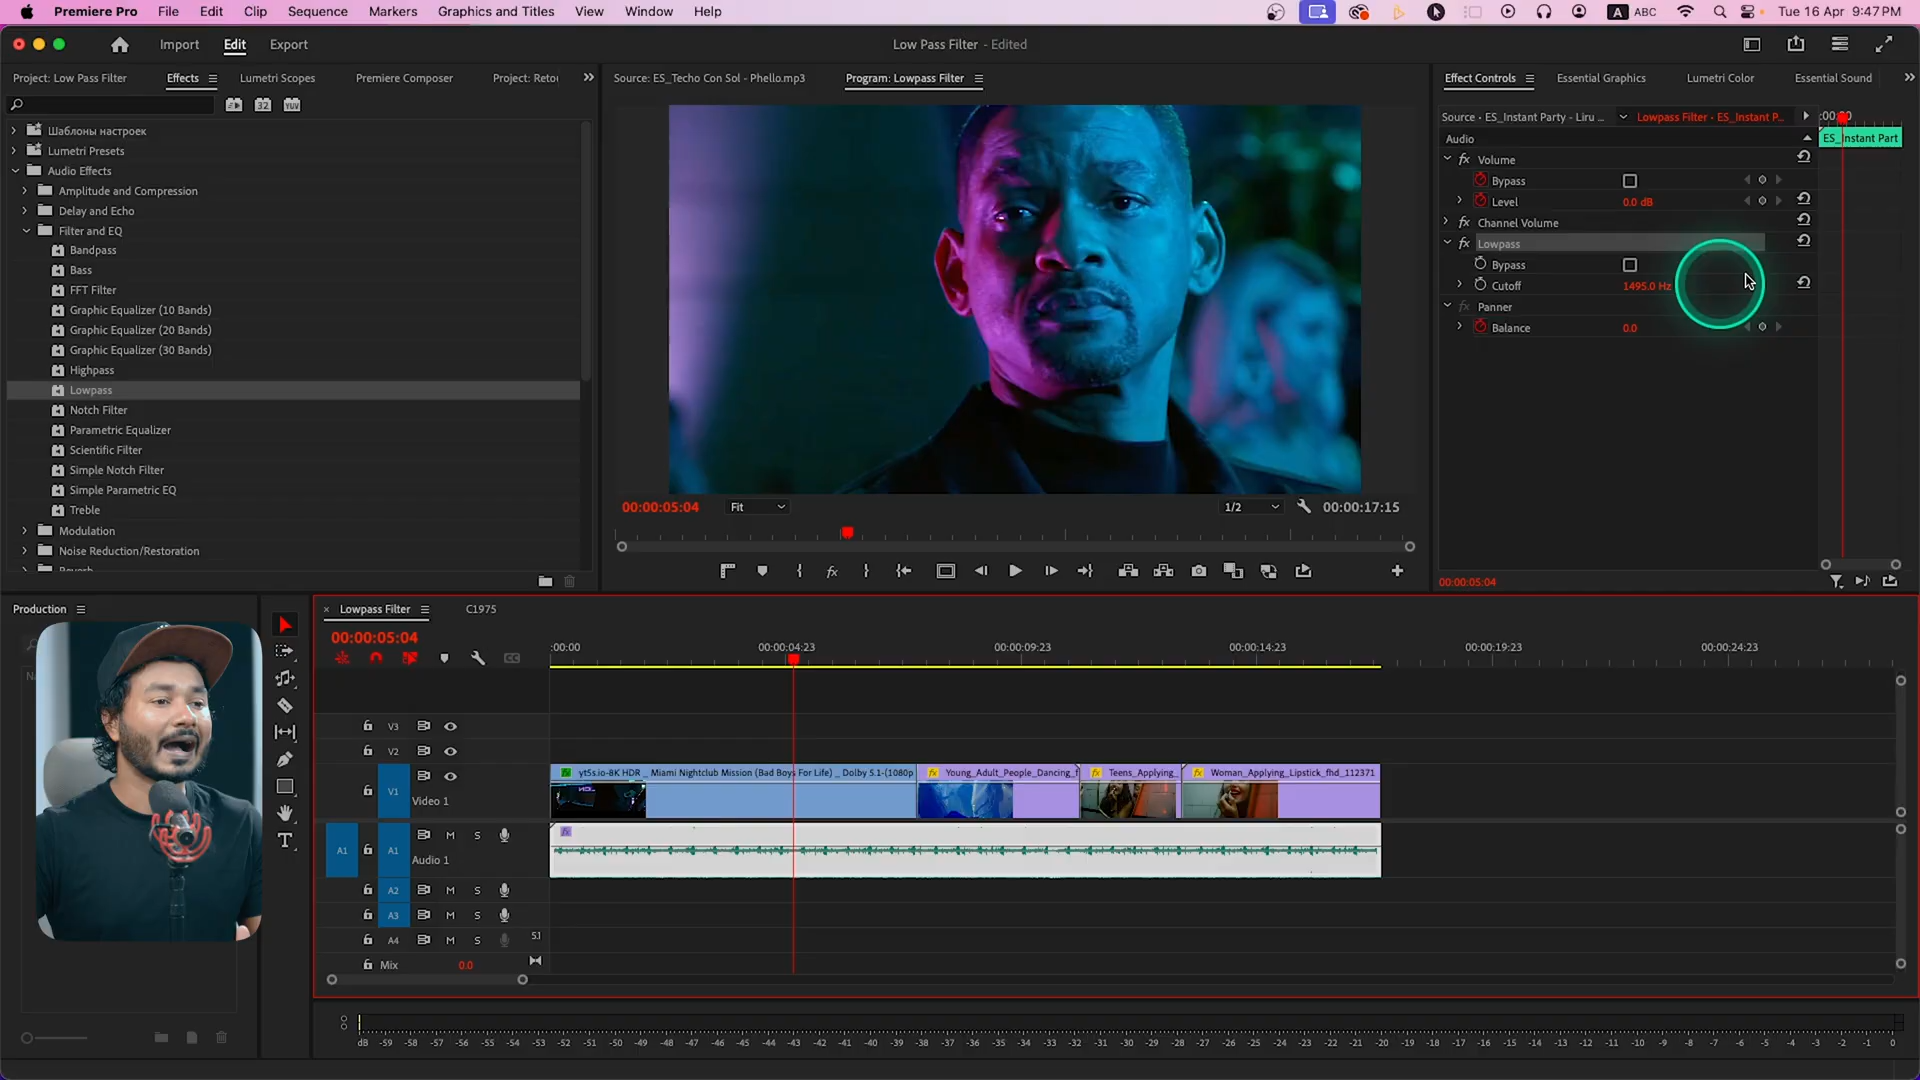 Premiere Pro File Edit Clip Sequence Markers Graphics and Titles View Window Help A ABC Tue 16 Apr 9:47 PM
Import Edit Export Low Pass Filter - Edited
Project: Low Pass Filter Effects Lumetri Scopes Premiere Composer Project: Reto
Source: ES_Techo Con Sol - Phello.mp3 Program: Lowpass Filter
Effect Controls Essential Graphics Lumetri Color Essential Sound
32 YUV
Шаблоны настроек
Lumetri Presets
Audio Effects
Amplitude and Compression
Delay and Echo
Filter and EQ
Bandpass
Bass
FFT Filter
Graphic Equalizer (10 Bands)
Graphic Equalizer (20 Bands)
Graphic Equalizer (30 Bands)
Highpass
Lowpass
Notch Filter
Parametric Equalizer
Scientific Filter
Simple Notch Filter
Simple Parametric EQ
Treble
Modulation
Noise Reduction/Restoration
Reverb
00:00:05:04 Fit 1/2 00:00:17:15
Source · ES_Instant Party - Liru ... Lowpass Filter · ES_Instant P... :00:00
Audio ES_Instant Part
fx Volume
Bypass
Level 0.0 dB
fx Channel Volume
fx Lowpass
Bypass
Cutoff 1495.0 Hz
fx Panner
Balance 0.0
00:00:05:04
Production
× Lowpass Filter C1975
00:00:05:04
:00:00 00:00:04:23 00:00:09:23 00:00:14:23 00:00:19:23 00:00:24:23
V3
V2
V1 Video 1
fx yt5s.io-8K HDR _ Miami Nightclub Mission (Bad Boys For Life) _ Dolby 5.1-(1080p
fx Young_Adult_People_Dancing_f
fx Teens_Applying_
fx Woman_Applying_Lipstick_fhd_112371
A1 A1 M S
Audio 1
fx
A2 M S
A3 M S
A4 M S 5.1
Mix 0.0
dB -59 -58 -57 -56 -55 -54 -53 -52 -51 -50 -49 -48 -47 -46 -45 -44 -43 -42 -41 -40 -39 -38 -37 -36 -35 -34 -33 -32 -31 -30 -29 -28 -27 -26 -25 -24 -23 -22 -21 -20 -19 -18 -17 -16 -15 -14 -13 -12 -11 -10 -9 -8 -7 -6 -5 -4 -3 -2 -1 0